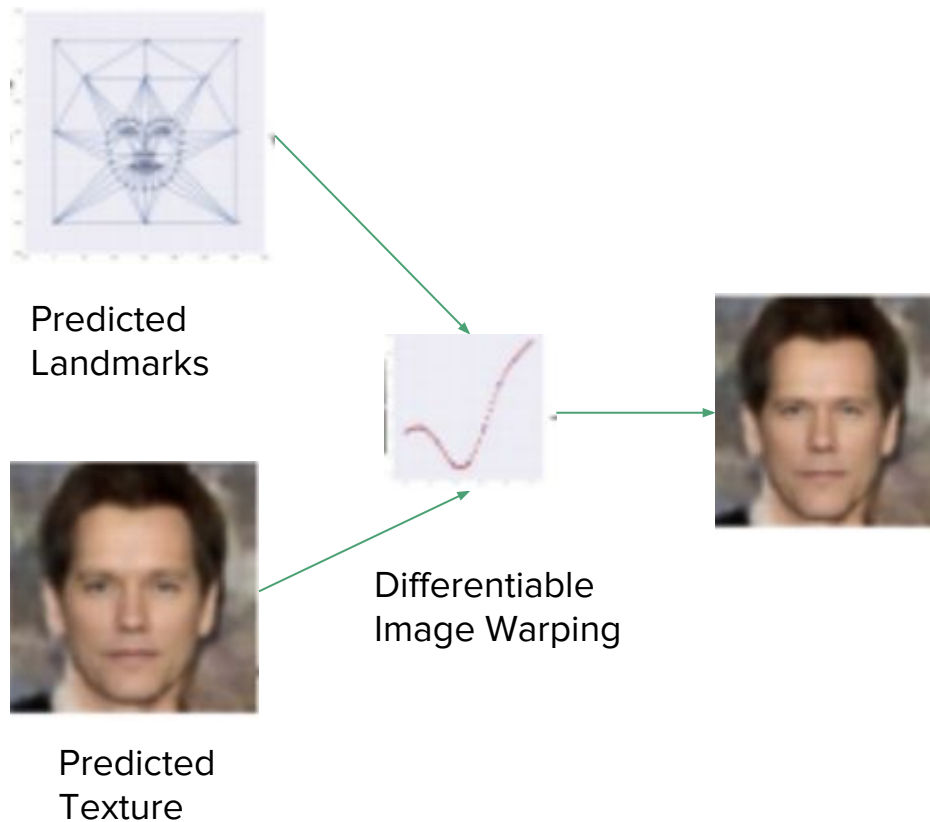 Predicted
Landmarks
Differentiable
Image Warping
Predicted
Texture